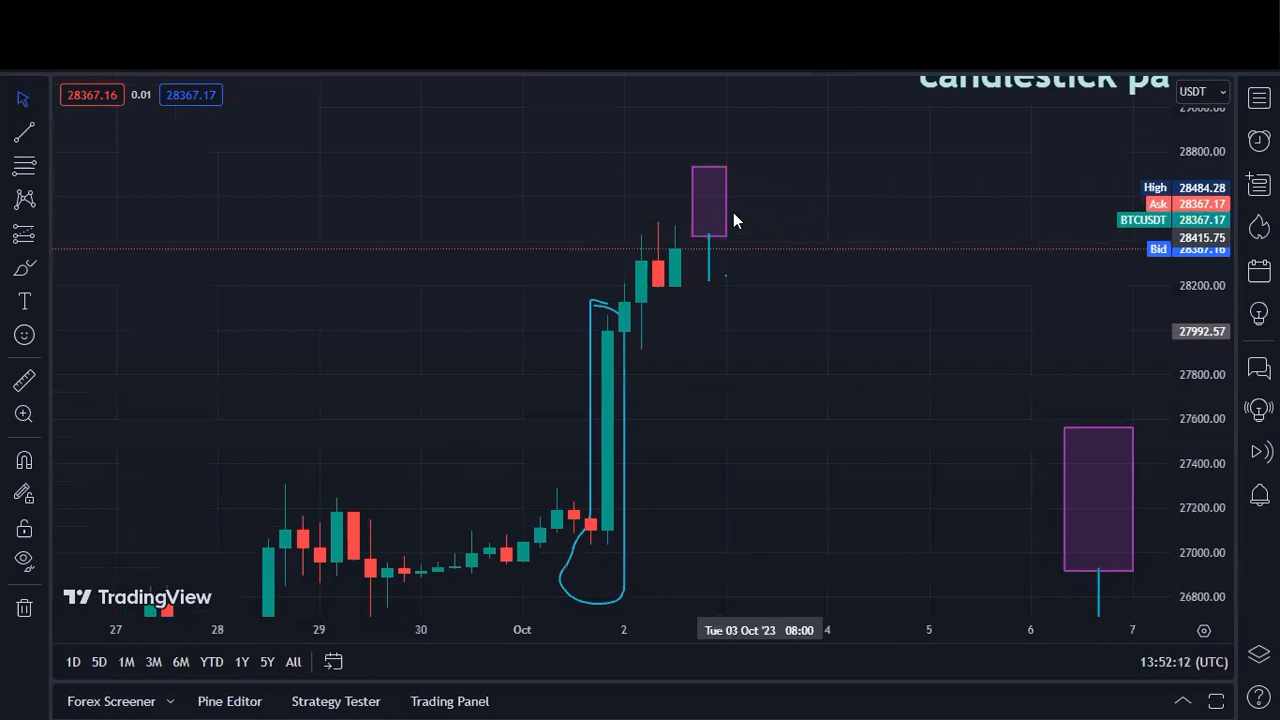 candlestick pa
28367.16 0.01 28367.17
USDT
29000.00
28800.00
High 28484.28
Ask 28367.17
BTCUSDT 28367.17
28415.75
Bid 28367.16
28200.00
27992.57
27800.00
27600.00
27400.00
27200.00
27000.00
26800.00
TradingView
27 28 29 30 Oct 2 Tue 03 Oct '23 08:00 4 5 6 7
1D 5D 1M 3M 6M YTD 1Y 5Y All 13:52:12 (UTC)
Forex Screener Pine Editor Strategy Tester Trading Panel